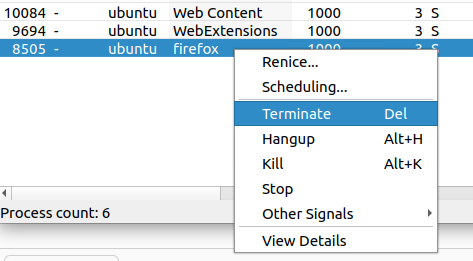 10084 - ubuntu Web Content 1000 3 S
9694 - ubuntu WebExtensions 1000 3 S
8505 - ubuntu firefox 1000 3 S
Renice...
Scheduling...
Terminate Del
Hangup Alt+H
Kill Alt+K
Stop
Other Signals
View Details
Process count: 6